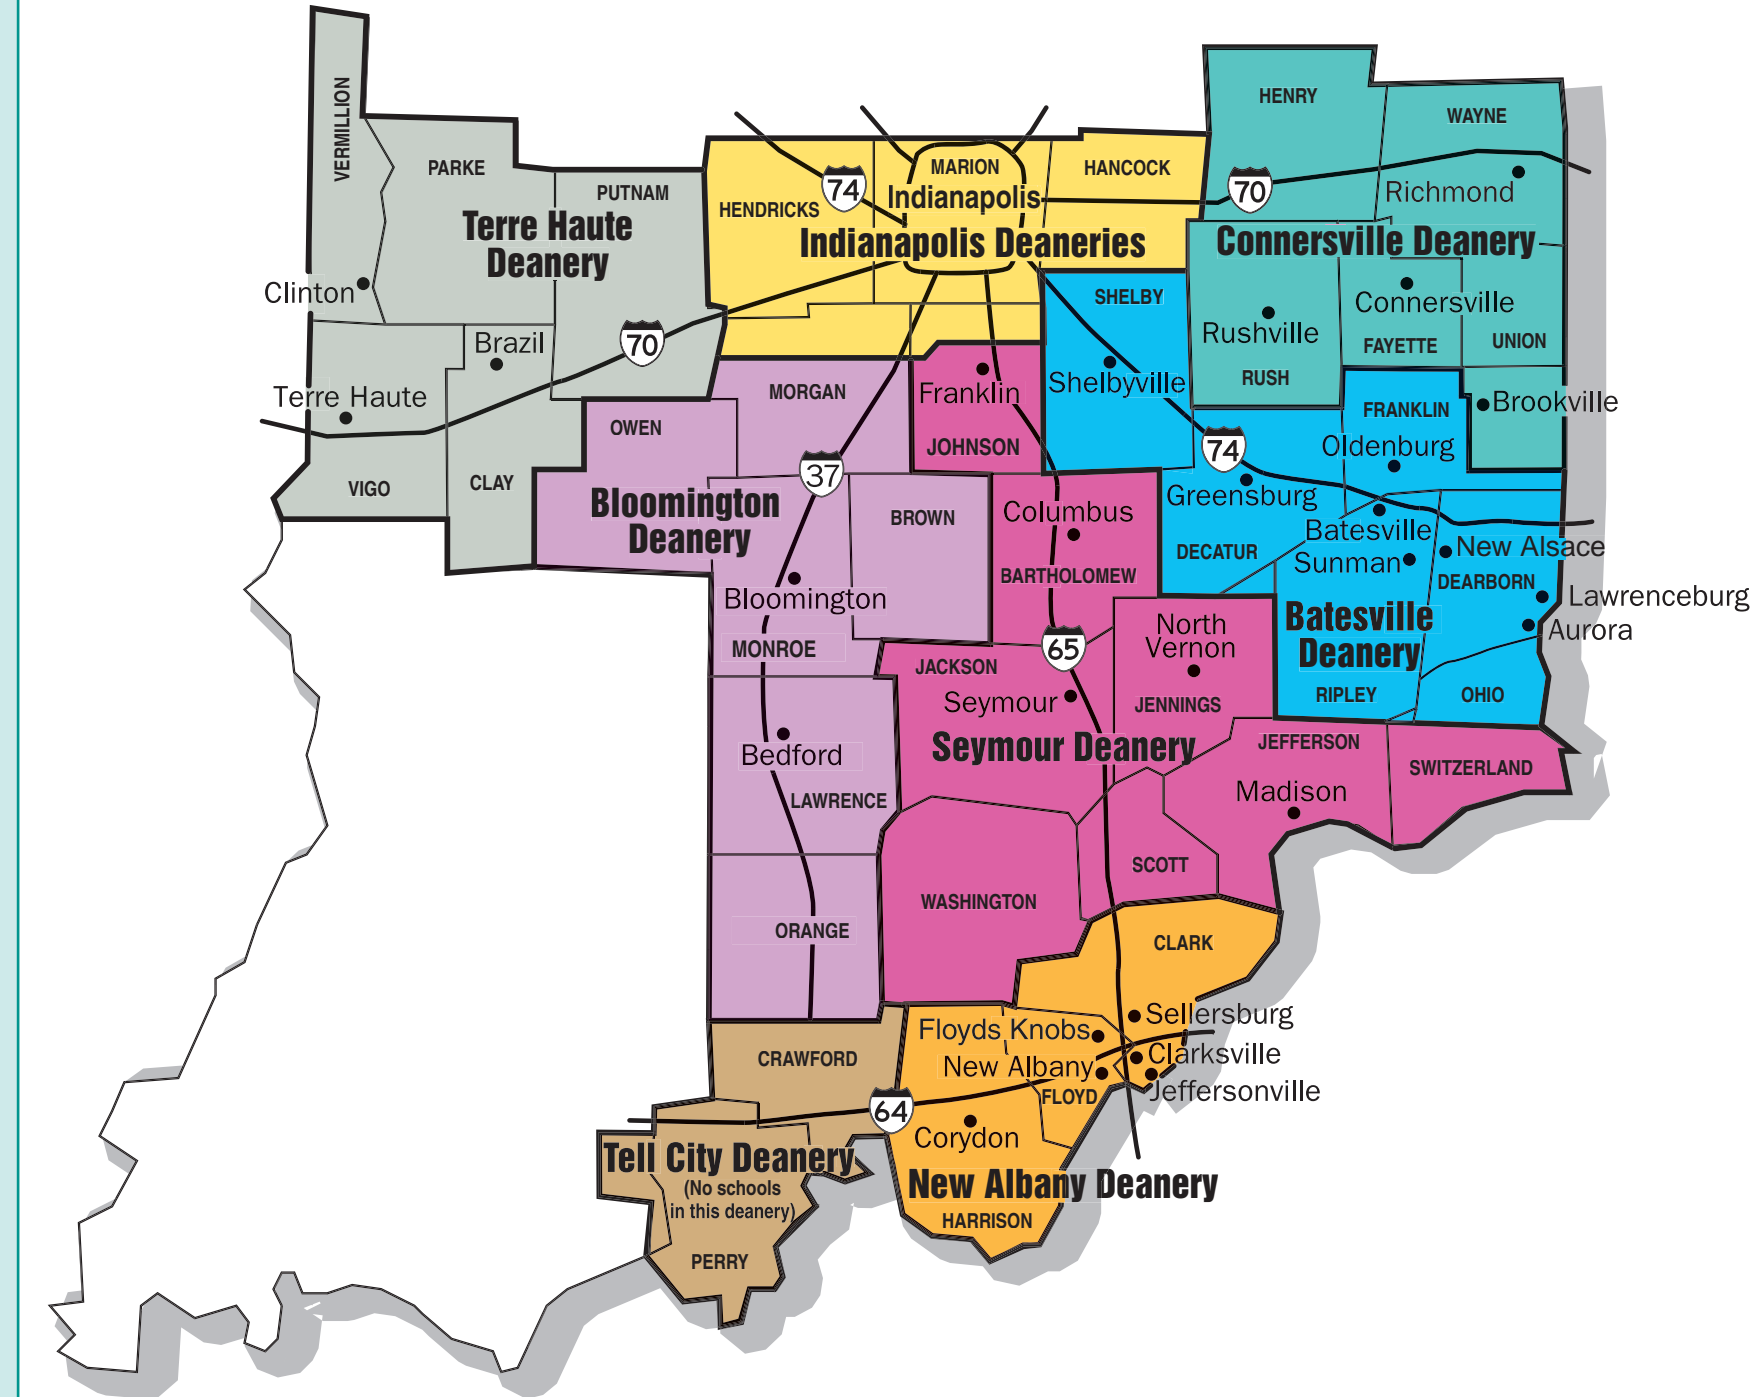 VERMILLION
PARKE
PUTNAM
Terre Haute
Deanery
Clinton
Brazil
70
Terre Haute
VIGO
CLAY
74
MARION
Indianapolis
HANCOCK
HENDRICKS
Indianapolis Deaneries
HENRY
WAYNE
70
Richmond
Connersville Deanery
Connersville
Rushville
FAYETTE
UNION
RUSH
Brookville
SHELBY
Shelbyville
FRANKLIN
Oldenburg
74
Greensburg
Batesville
Sunman
New Alsace
DECATUR
DEARBORN
Lawrenceburg
Aurora
Batesville
Deanery
RIPLEY
OHIO
MORGAN
OWEN
37
Bloomington
Deanery
BROWN
Bloomington
MONROE
Bedford
LAWRENCE
ORANGE
Franklin
JOHNSON
Columbus
BARTHOLOMEW
65
North
Vernon
JACKSON
Seymour
JENNINGS
Seymour Deanery
JEFFERSON
SWITZERLAND
Madison
SCOTT
WASHINGTON
CLARK
Sellersburg
Floyds Knobs
Clarksville
New Albany
Jeffersonville
FLOYD
64
Corydon
New Albany Deanery
HARRISON
CRAWFORD
Tell City Deanery
(No schools
in this deanery)
PERRY